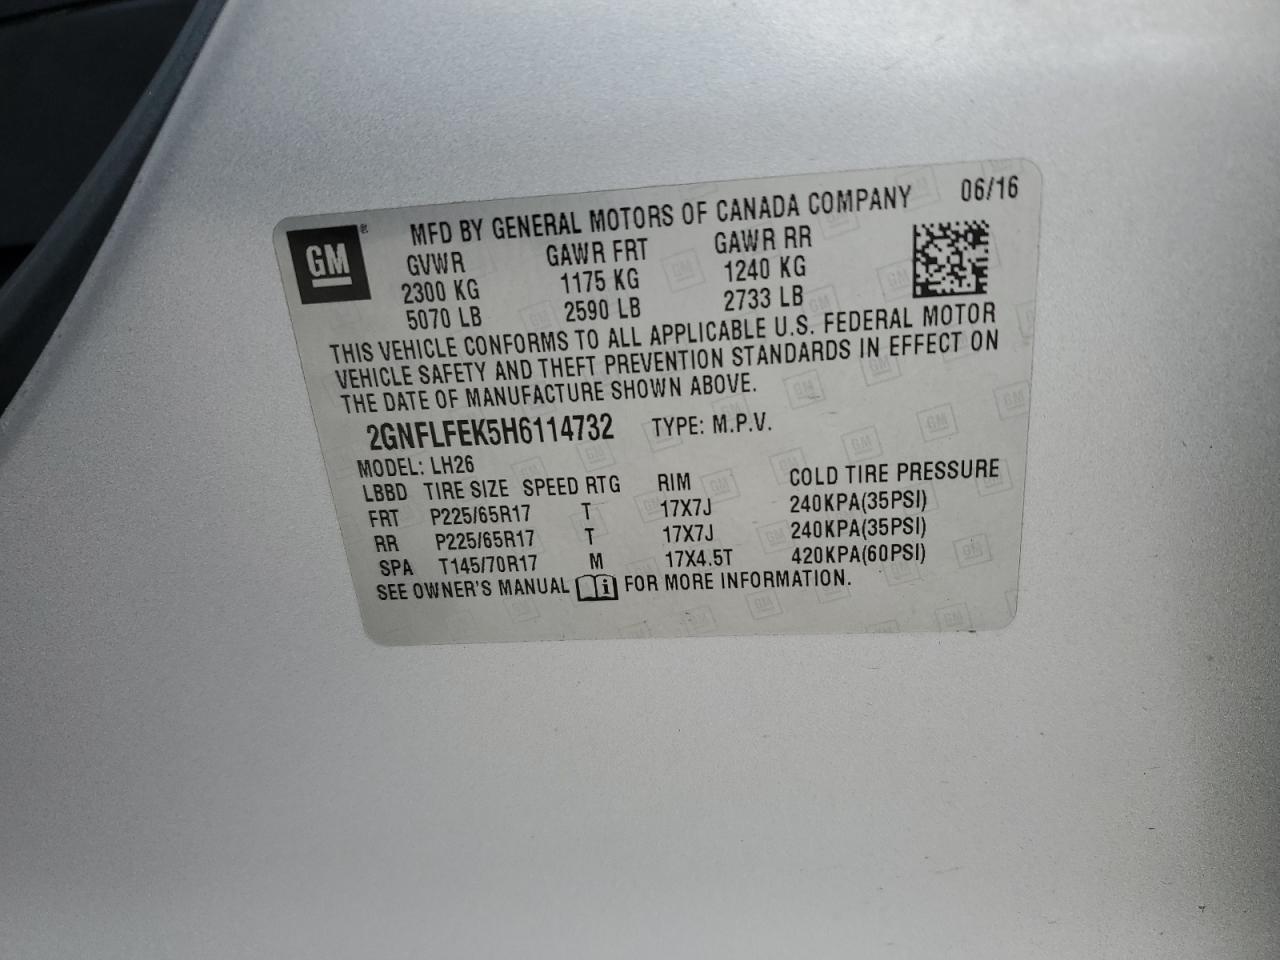 GM ® MFD BY GENERAL MOTORS OF CANADA COMPANY 06/16
GVWR GAWR FRT GAWR RR
2300 KG 1175 KG 1240 KG
5070 LB 2590 LB 2733 LB
THIS VEHICLE CONFORMS TO ALL APPLICABLE U.S. FEDERAL MOTOR
VEHICLE SAFETY AND THEFT PREVENTION STANDARDS IN EFFECT ON
THE DATE OF MANUFACTURE SHOWN ABOVE.
2GNFLFEK5H6114732 TYPE: M.P.V.
MODEL: LH26
LBBD TIRE SIZE SPEED RTG RIM COLD TIRE PRESSURE
FRT P225/65R17 T 17X7J 240KPA(35PSI)
RR P225/65R17 T 17X7J 240KPA(35PSI)
SPA T145/70R17 M 17X4.5T 420KPA(60PSI)
SEE OWNER'S MANUAL i FOR MORE INFORMATION.